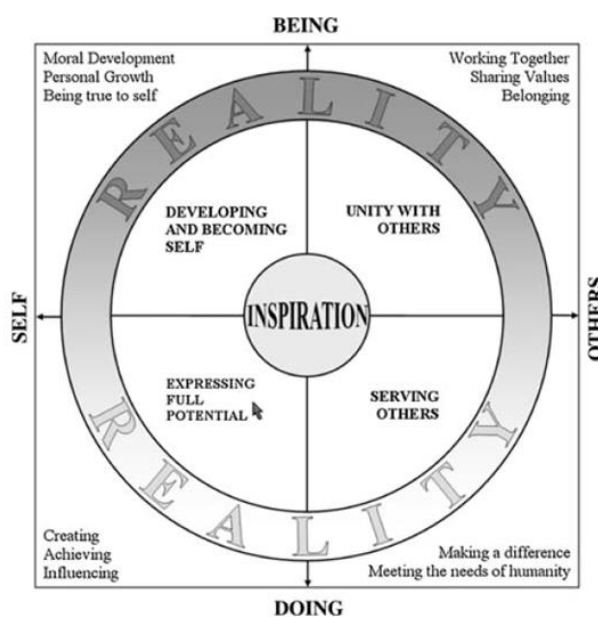 BEING
Moral Development
Personal Growth
Being true to self
Working Together
Sharing Values
Belonging
REALITY
DEVELOPING
AND BECOMING
SELF
UNITY WITH
OTHERS
SELF
INSPIRATION
OTHERS
EXPRESSING
FULL
POTENTIAL
SERVING
OTHERS
REALITY
Creating
Achieving
Influencing
Making a difference
Meeting the needs of humanity
DOING